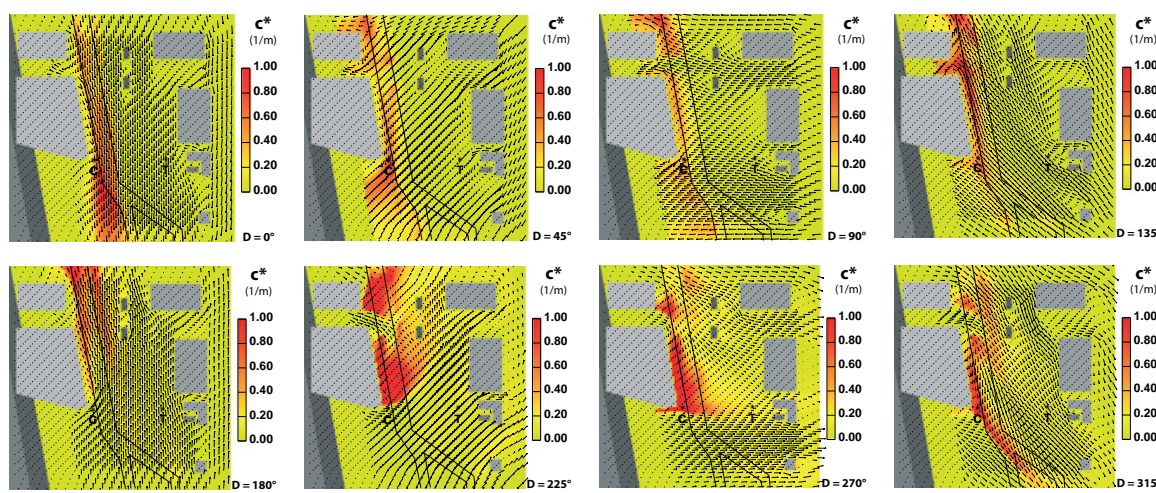 c*
(1/m)
1.00
0.80
0.60
0.40
0.20
0.00
C
T
D = 0°
c*
(1/m)
1.00
0.80
0.60
0.40
0.20
0.00
C
T
D = 45°
c*
(1/m)
1.00
0.80
0.60
0.40
0.20
0.00
C
T
D = 90°
c*
(1/m)
1.00
0.80
0.60
0.40
0.20
0.00
C
T
D = 135
c*
(1/m)
1.00
0.80
0.60
0.40
0.20
0.00
C
T
D = 180°
c*
(1/m)
1.00
0.80
0.60
0.40
0.20
0.00
C
T
D = 225°
c*
(1/m)
1.00
0.80
0.60
0.40
0.20
0.00
C
T
D = 270°
c*
(1/m)
1.00
0.80
0.60
0.40
0.20
0.00
C
T
D = 315